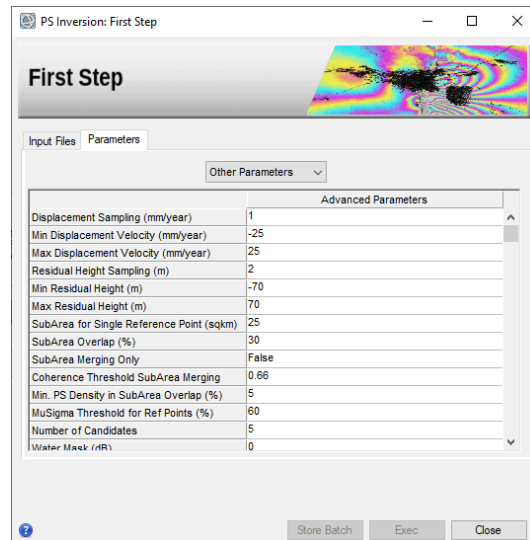 PS Inversion: First Step
First Step
Input Files Parameters
Other Parameters
Advanced Parameters
Displacement Sampling (mm/year) 1
Min Displacement Velocity (mm/year) -25
Max Displacement Velocity (mm/year) 25
Residual Height Sampling (m) 2
Min Residual Height (m) -70
Max Residual Height (m) 70
SubArea for Single Reference Point (sqkm) 25
SubArea Overlap (%) 30
SubArea Merging Only False
Coherence Threshold SubArea Merging 0.66
Min. PS Density in SubArea Overlap (%) 5
MuSigma Threshold for Ref Points (%) 60
Number of Candidates 5
Water Mask (dB) 0
Store Batch Exec Close